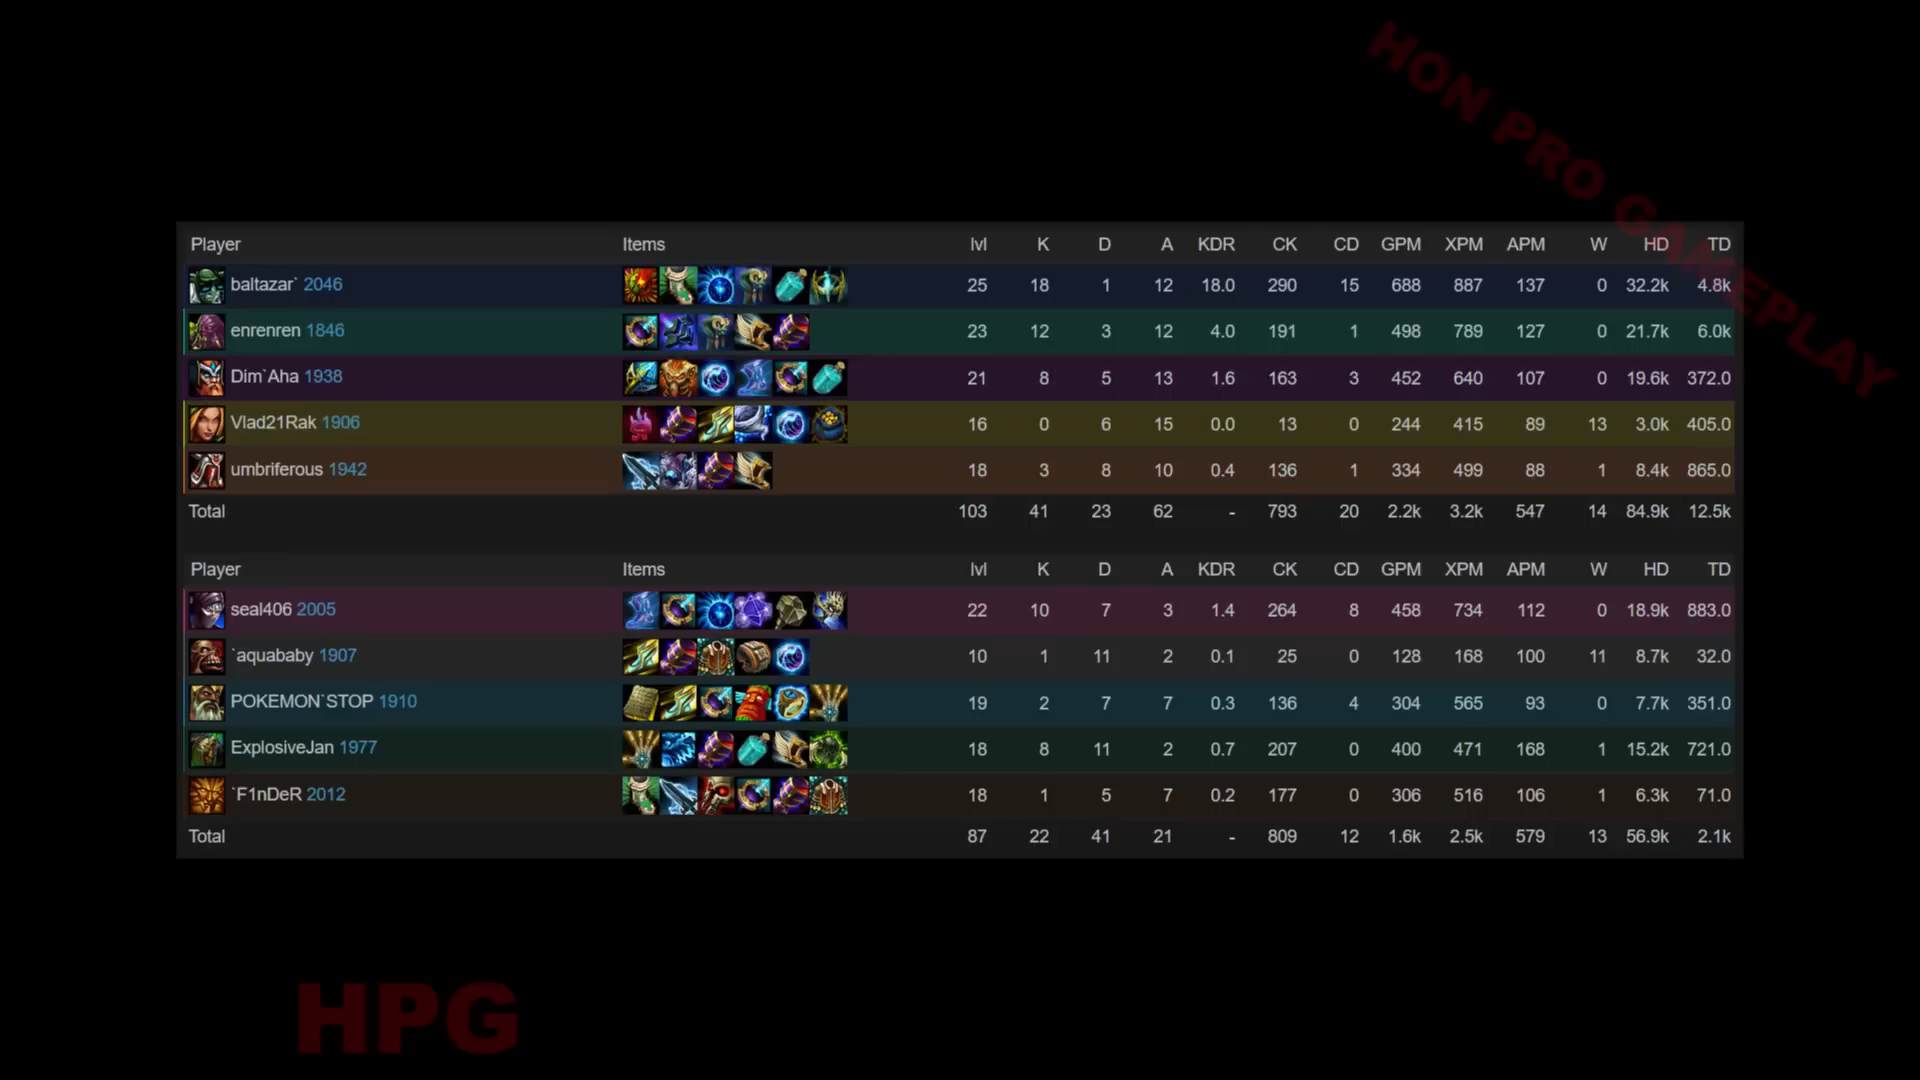 HON PRO GAMEPLAY
Player Items lvl K D A KDR CK CD GPM XPM APM W HD TD
baltazar` 2046 25 18 1 12 18.0 290 15 688 887 137 0 32.2k 4.8k
enrenren 1846 23 12 3 12 4.0 191 1 498 789 127 0 21.7k 6.0k
Dim`Aha 1938 21 8 5 13 1.6 163 3 452 640 107 0 19.6k 372.0
Vlad21Rak 1906 16 0 6 15 0.0 13 0 244 415 89 13 3.0k 405.0
umbriferous 1942 18 3 8 10 0.4 136 1 334 499 88 1 8.4k 865.0
Total 103 41 23 62 - 793 20 2.2k 3.2k 547 14 84.9k 12.5k
Player Items lvl K D A KDR CK CD GPM XPM APM W HD TD
seal406 2005 22 10 7 3 1.4 264 8 458 734 112 0 18.9k 883.0
`aquababy 1907 10 1 11 2 0.1 25 0 128 168 100 11 8.7k 32.0
POKEMON`STOP 1910 19 2 7 7 0.3 136 4 304 565 93 0 7.7k 351.0
ExplosiveJan 1977 18 8 11 2 0.7 207 0 400 471 168 1 15.2k 721.0
`F1nDeR 2012 18 1 5 7 0.2 177 0 306 516 106 1 6.3k 71.0
Total 87 22 41 21 - 809 12 1.6k 2.5k 579 13 56.9k 2.1k
HPG